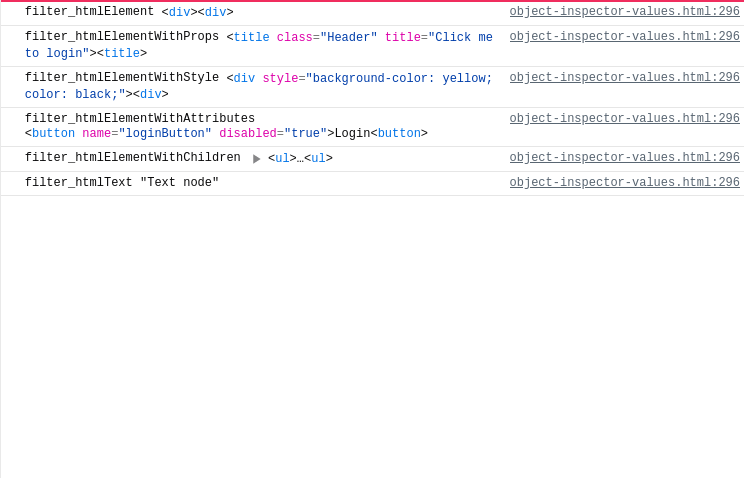 filter_htmlElement <div><div> object-inspector-values.html:296
filter_htmlElementWithProps <title class="Header" title="Click me object-inspector-values.html:296
to login"><title>
filter_htmlElementWithStyle <div style="background-color: yellow; object-inspector-values.html:296
color: black;"><div>
filter_htmlElementWithAttributes object-inspector-values.html:296
<button name="loginButton" disabled="true">Login<button>
filter_htmlElementWithChildren <ul>…<ul> object-inspector-values.html:296
filter_htmlText "Text node" object-inspector-values.html:296